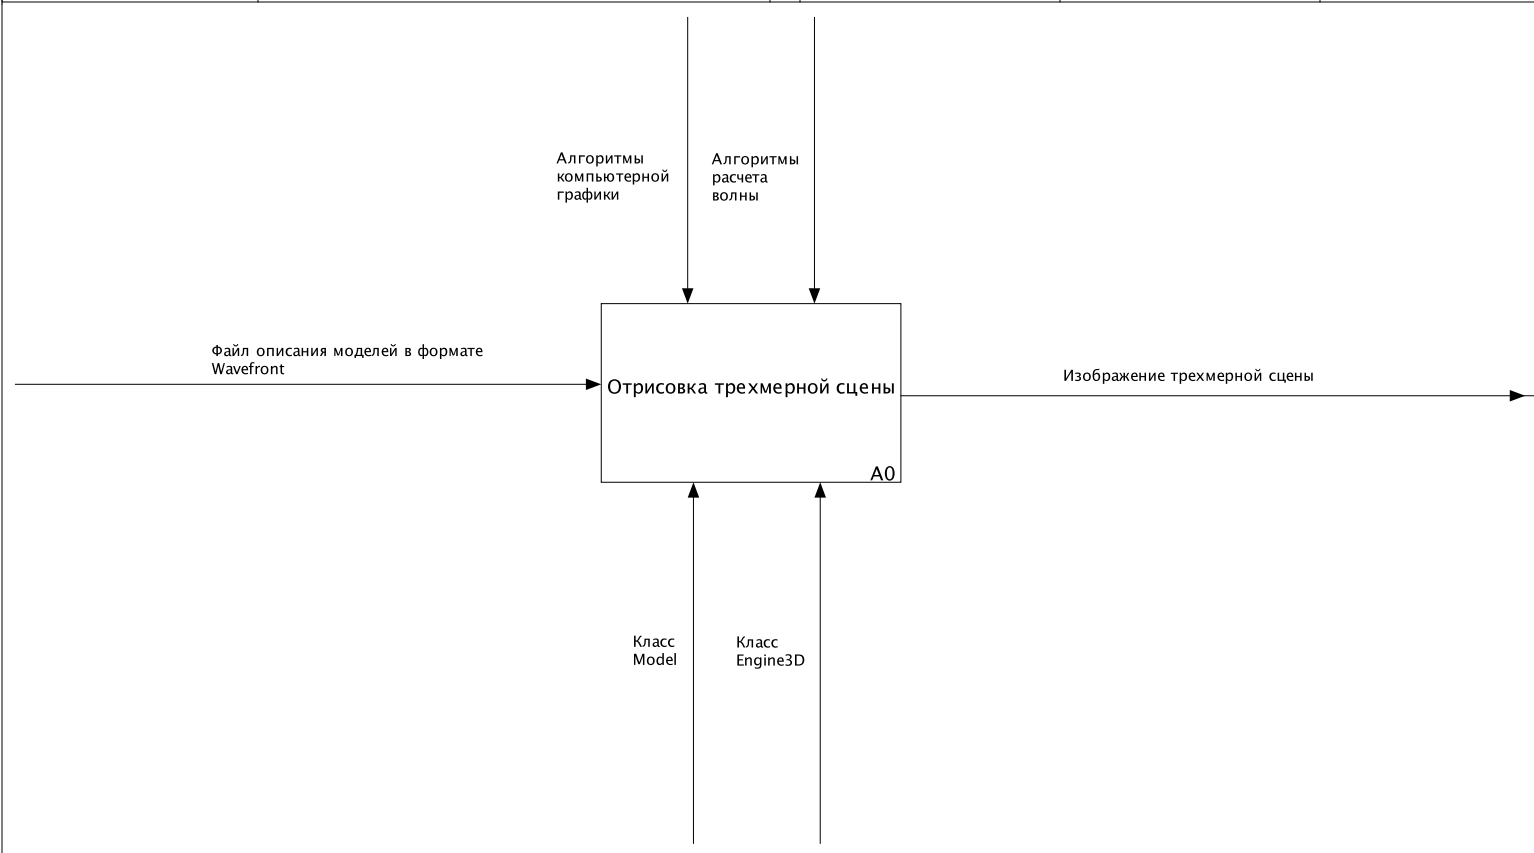 Алгоритмы
компьютерной
графики
Алгоритмы
расчета
волны
Файл описания моделей в формате
Wavefront
Отрисовка трехмерной сцены
A0
Изображение трехмерной сцены
Класс
Model
Класс
Engine3D